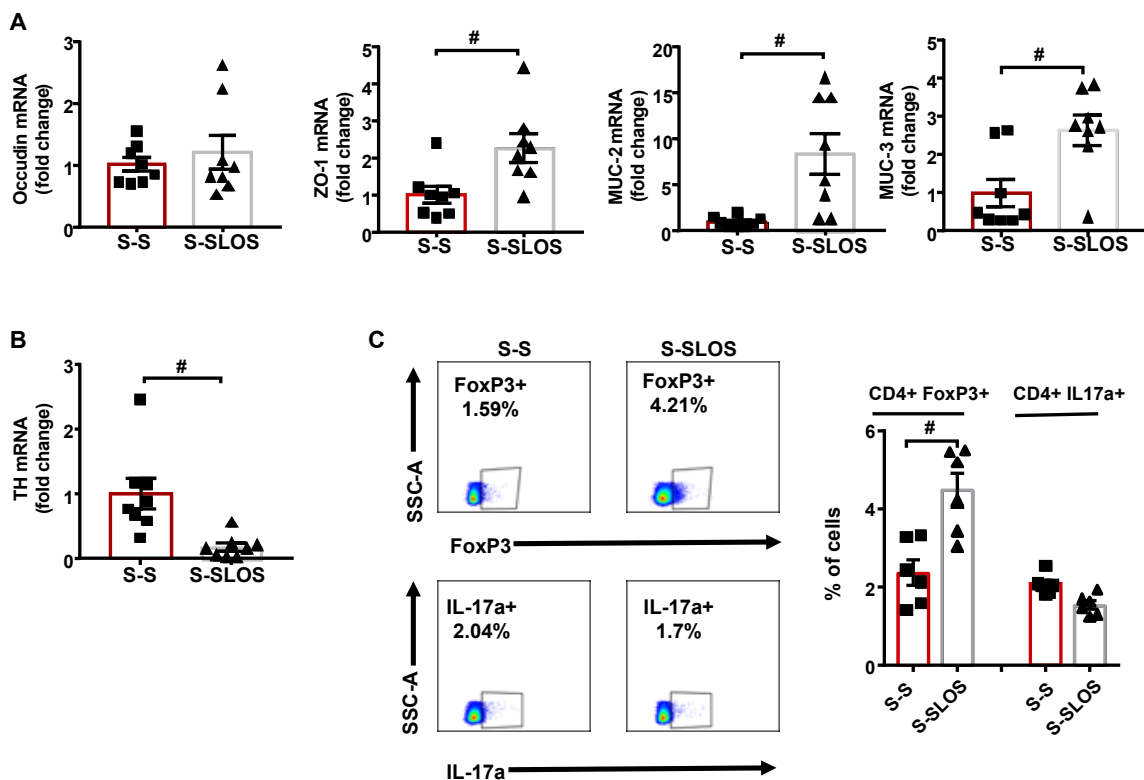 A
Occudin mRNA
(fold change)
3
2
1
0
S-S
S-SLOS
ZO-1 mRNA
(fold change)
5
4
3
2
1
0
#
S-S
S-SLOS
MUC-2 mRNA
(fold change)
20
15
10
5
0
#
S-S
S-SLOS
MUC-3 mRNA
(fold change)
5
4
3
2
1
0
#
S-S
S-SLOS
B
TH mRNA
(fold change)
3
2
1
0
#
S-S
S-SLOS
C
S-S
S-SLOS
SSC-A
FoxP3+
1.59%
FoxP3+
4.21%
FoxP3
SSC-A
IL-17a+
2.04%
IL-17a+
1.7%
IL-17a
CD4+ FoxP3+
CD4+ IL17a+
% of cells
6
4
2
0
#
S-S
S-SLOS
S-S
S-SLOS